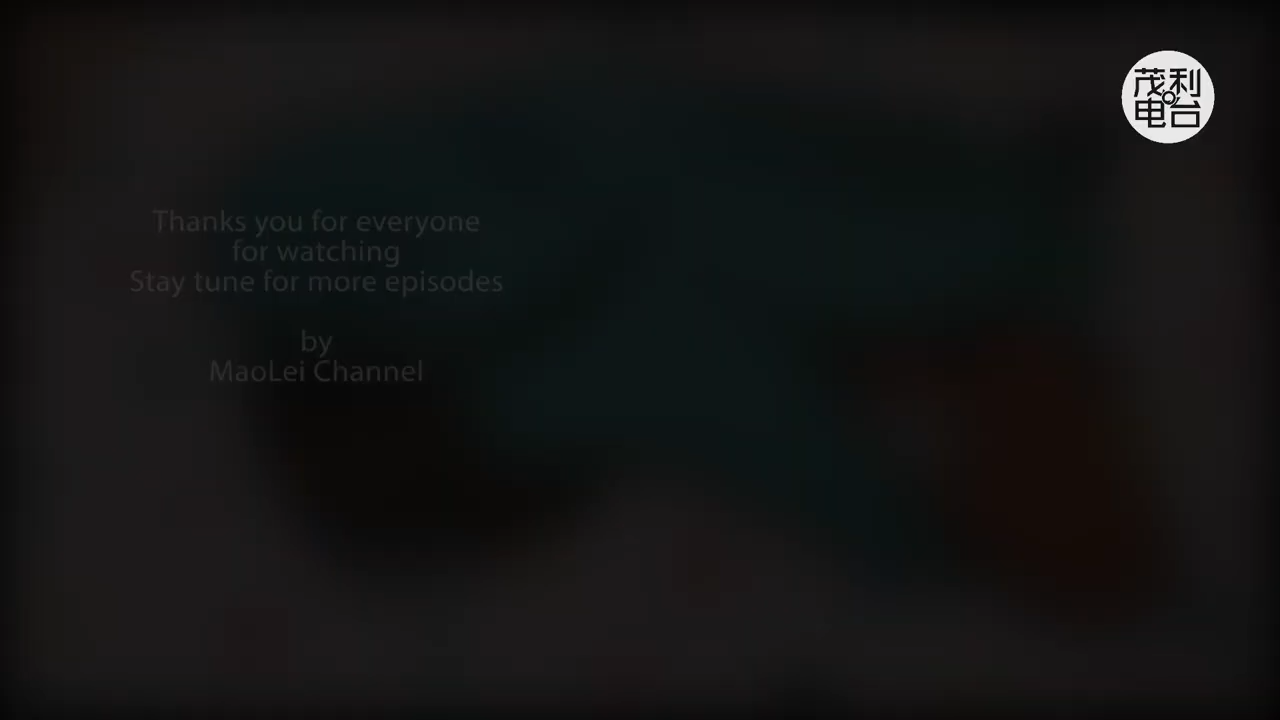 茂利
电台
Thanks you for everyone
for watching
Stay tune for more episodes
by
MaoLei Channel